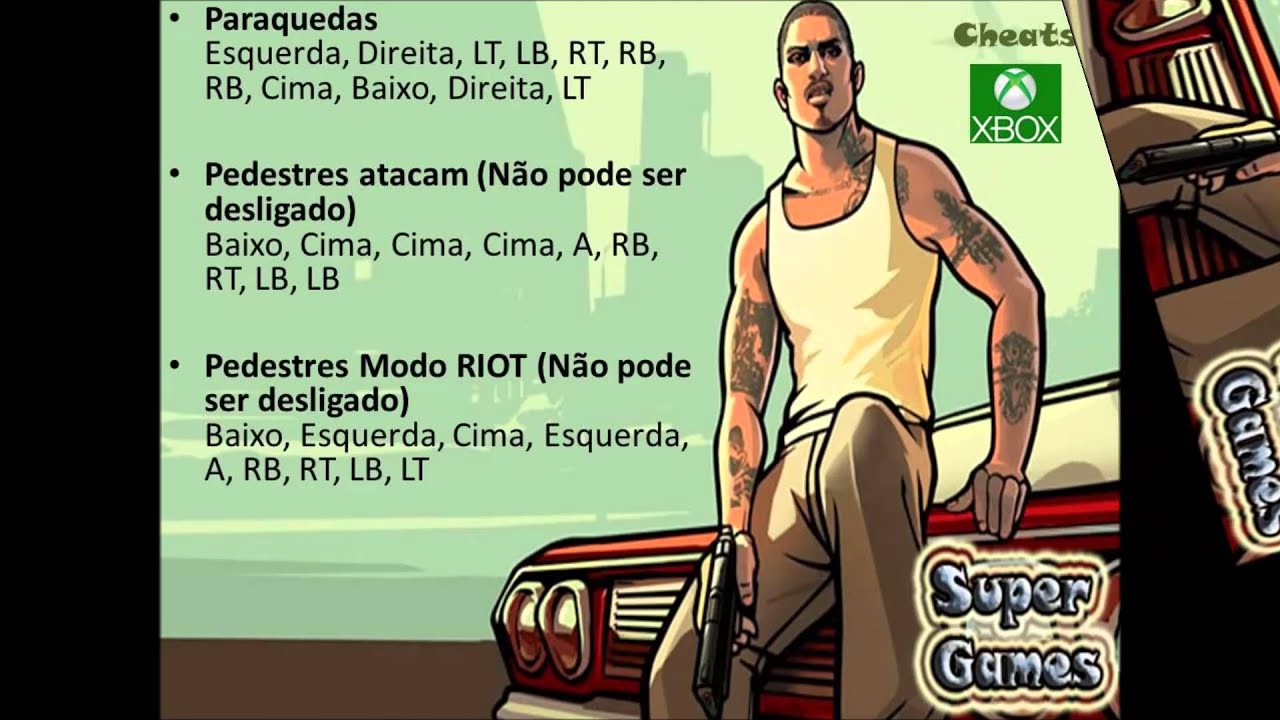 • Paraquedas
Esquerda, Direita, LT, LB, RT, RB,
RB, Cima, Baixo, Direita, LT
• Pedestres atacam (Não pode ser
desligado)
Baixo, Cima, Cima, Cima, A, RB,
RT, LB, LB
• Pedestres Modo RIOT (Não pode
ser desligado)
Baixo, Esquerda, Cima, Esquerda,
A, RB, RT, LB, LT
Cheats
XBOX
Super
Games
Games